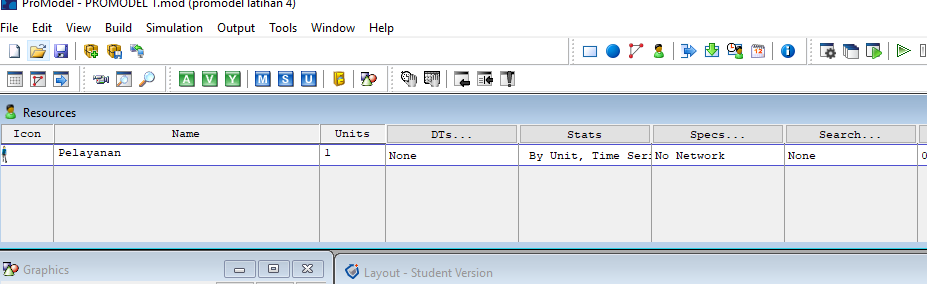 ProModel - PROMODEL 1.mod (promodel latihan 4)
File Edit View Build Simulation Output Tools Window Help
A V Y M S U
Resources
Icon Name Units DTs... Stats Specs... Search...
Pelayanan 1 None By Unit, Time Ser: No Network None 0
Graphics
Layout - Student Version